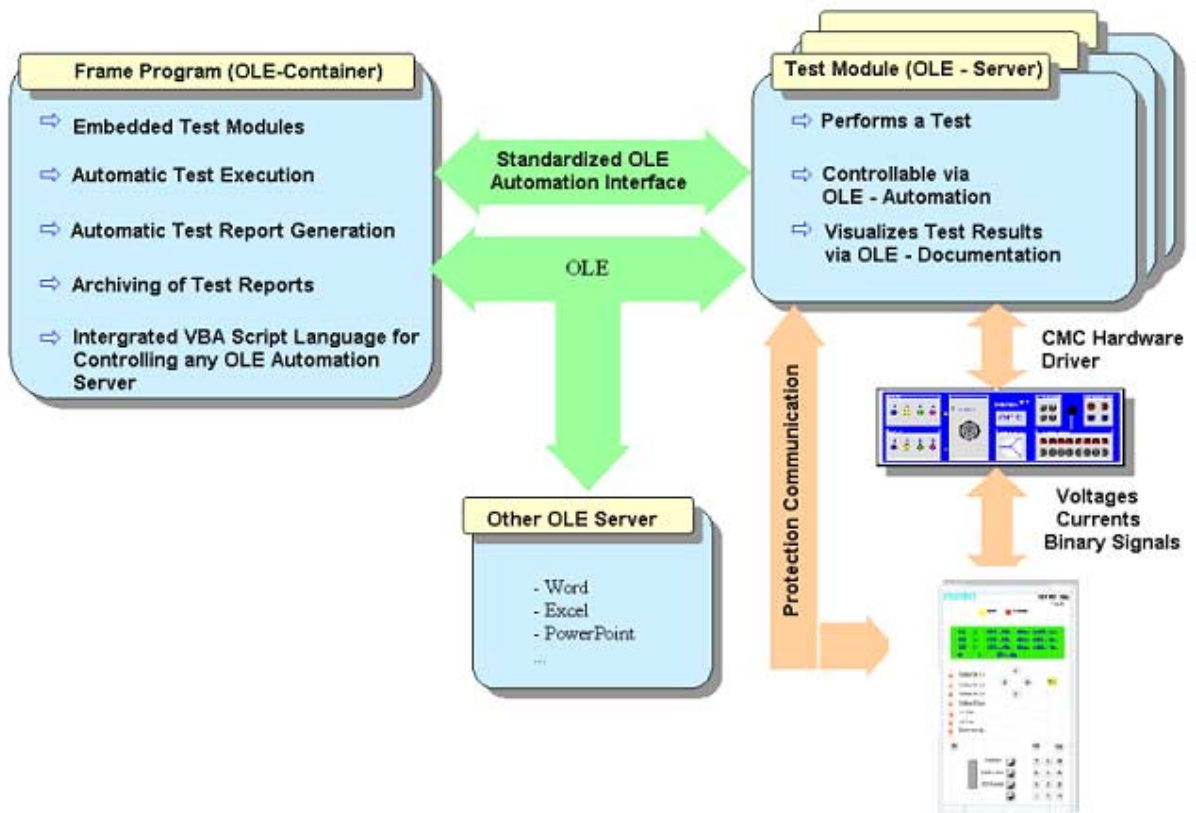 Frame Program (OLE-Container)
Embedded Test Modules
Automatic Test Execution
Automatic Test Report Generation
Archiving of Test Reports
Intergrated VBA Script Language for
Controlling any OLE Automation
Server
Standardized OLE
Automation Interface
OLE
Test Module (OLE - Server)
Performs a Test
Controllable via
OLE - Automation
Visualizes Test Results
via OLE - Documentation
CMC Hardware
Driver
Protection Communication
Voltages
Currents
Binary Signals
Other OLE Server
- Word
- Excel
- PowerPoint
...